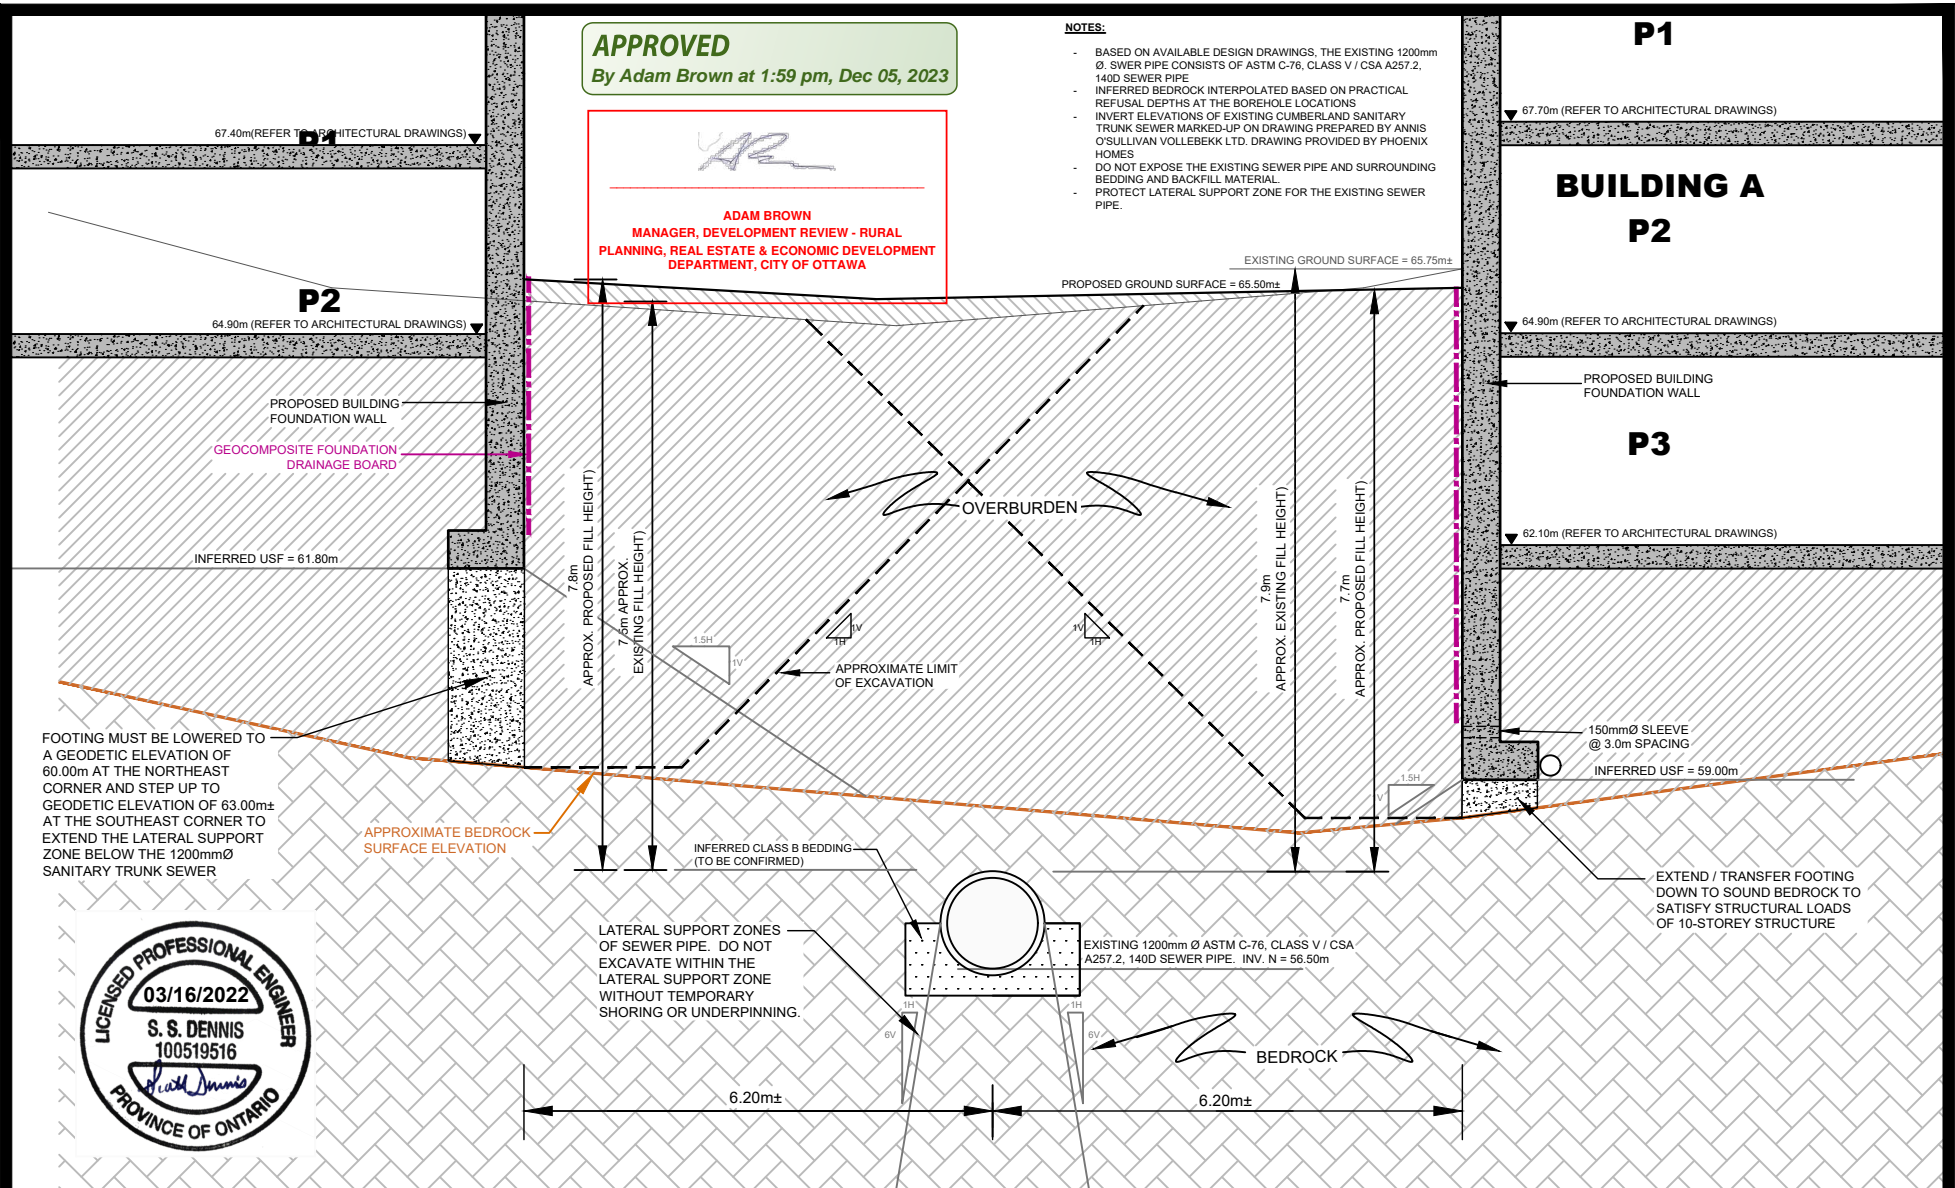 APPROVED
By Adam Brown at 1:59 pm, Dec 05, 2023
ADAM BROWN
MANAGER, DEVELOPMENT REVIEW - RURAL
PLANNING, REAL ESTATE & ECONOMIC DEVELOPMENT
DEPARTMENT, CITY OF OTTAWA
NOTES:
- BASED ON AVAILABLE DESIGN DRAWINGS, THE EXISTING 1200mm
Ø. SWER PIPE CONSISTS OF ASTM C-76, CLASS V / CSA A257.2,
140D SEWER PIPE
- INFERRED BEDROCK INTERPOLATED BASED ON PRACTICAL
REFUSAL DEPTHS AT THE BOREHOLE LOCATIONS
- INVERT ELEVATIONS OF EXISTING CUMBERLAND SANITARY
TRUNK SEWER MARKED-UP ON DRAWING PREPARED BY ANNIS
O'SULLIVAN VOLLEBEKK LTD. DRAWING PROVIDED BY PHOENIX
HOMES
- DO NOT EXPOSE THE EXISTING SEWER PIPE AND SURROUNDING
BEDDING AND BACKFILL MATERIAL.
- PROTECT LATERAL SUPPORT ZONE FOR THE EXISTING SEWER
PIPE.
P1
67.70m (REFER TO ARCHITECTURAL DRAWINGS)
BUILDING A
P2
64.90m (REFER TO ARCHITECTURAL DRAWINGS)
PROPOSED BUILDING
FOUNDATION WALL
P3
62.10m (REFER TO ARCHITECTURAL DRAWINGS)
150mmØ SLEEVE
@ 3.0m SPACING
INFERRED USF = 59.00m
EXTEND / TRANSFER FOOTING
DOWN TO SOUND BEDROCK TO
SATISFY STRUCTURAL LOADS
OF 10-STOREY STRUCTURE
67.40m(REFER TO ARCHITECTURAL DRAWINGS)
P1
P2
64.90m (REFER TO ARCHITECTURAL DRAWINGS)
PROPOSED BUILDING
FOUNDATION WALL
GEOCOMPOSITE FOUNDATION
DRAINAGE BOARD
INFERRED USF = 61.80m
FOOTING MUST BE LOWERED TO
A GEODETIC ELEVATION OF
60.00m AT THE NORTHEAST
CORNER AND STEP UP TO
GEODETIC ELEVATION OF 63.00m±
AT THE SOUTHEAST CORNER TO
EXTEND THE LATERAL SUPPORT
ZONE BELOW THE 1200mmØ
SANITARY TRUNK SEWER
APPROXIMATE BEDROCK
SURFACE ELEVATION
EXISTING GROUND SURFACE = 65.75m±
PROPOSED GROUND SURFACE = 65.50m±
OVERBURDEN
7.8m
APPROX. PROPOSED FILL HEIGHT)
7.5m APPROX.
EXISTING FILL HEIGHT)
7.9m
APPROX. EXISTING FILL HEIGHT)
7.7m
APPROX. PROPOSED FILL HEIGHT)
1.5H
1V
1V
1H
1V
1H
1.5H
V
APPROXIMATE LIMIT
OF EXCAVATION
INFERRED CLASS B BEDDING
(TO BE CONFIRMED)
LATERAL SUPPORT ZONES
OF SEWER PIPE. DO NOT
EXCAVATE WITHIN THE
LATERAL SUPPORT ZONE
WITHOUT TEMPORARY
SHORING OR UNDERPINNING.
EXISTING 1200mm Ø ASTM C-76, CLASS V / CSA
A257.2, 140D SEWER PIPE. INV. N = 56.50m
1H
6V
1H
6V
BEDROCK
6.20m±
6.20m±
LICENSED PROFESSIONAL ENGINEER
03/16/2022
S. S. DENNIS
100519516
Scott Dennis
PROVINCE OF ONTARIO